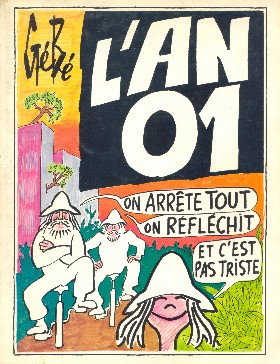 GéBé
L'AN
01
ON ARRÊTE TOUT
ON RÉFLÉCHIT
ET C'EST
PAS TRISTE